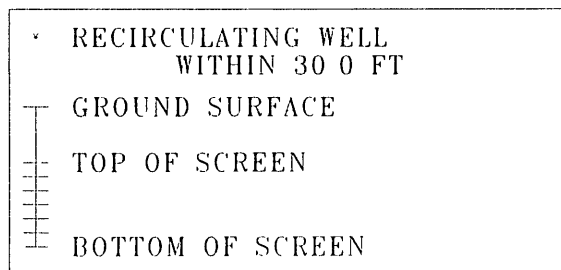 * RECIRCULATING WELL
WITHIN 30 0 FT
GROUND SURFACE
TOP OF SCREEN
BOTTOM OF SCREEN